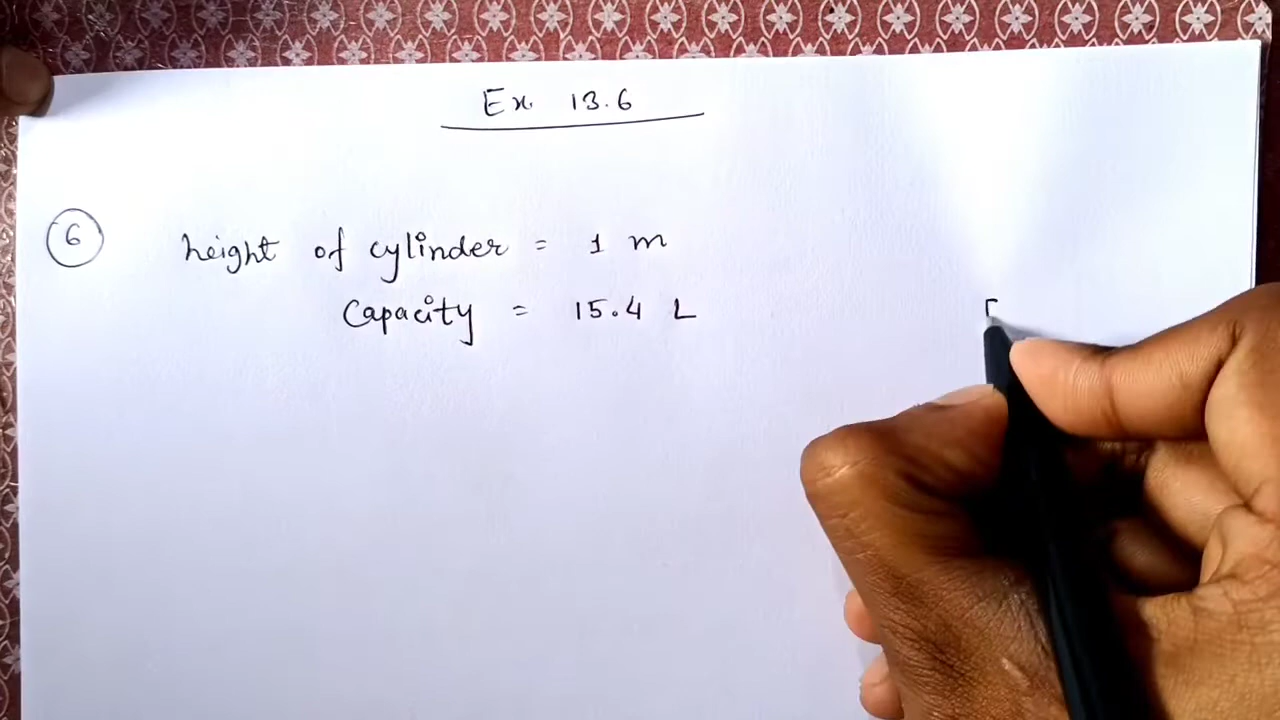 Ex. 13.6
6 height of cylinder = 1 m
Capacity = 15.4 L